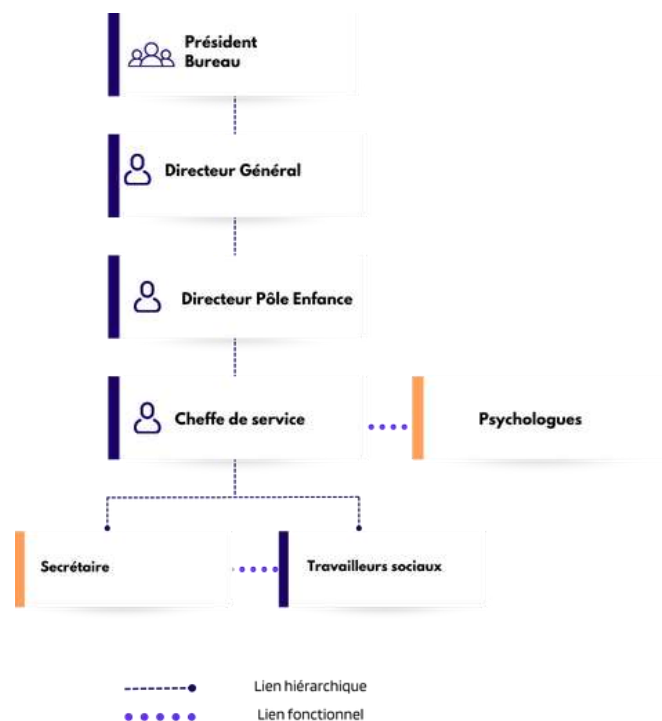 Président
Bureau
Directeur Général
Directeur Pôle Enfance
Cheffe de service
Psychologues
Secrétaire
Travailleurs sociaux
Lien hiérarchique
Lien fonctionnel